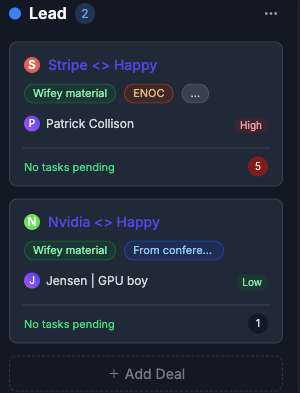 Lead 2 ...
S Stripe <> Happy
Wifey material ENOC ...
P Patrick Collison High
No tasks pending 5
N Nvidia <> Happy
Wifey material From confere...
J Jensen | GPU boy Low
No tasks pending 1
+ Add Deal